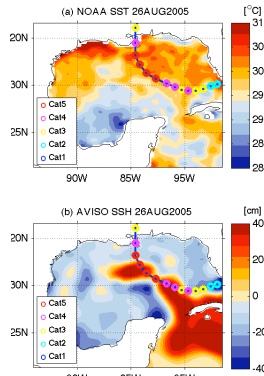 (a) NOAA SST 26AUG2005
[°C]
20N
30N
25N
Cat5
Cat4
Cat3
Cat2
Cat1
90W
85W
95W
31
30
30
29
29
28
28
(b) AVISO SSH 26AUG2005
[cm]
20N
30N
25N
Cat5
Cat4
Cat3
Cat2
Cat1
40
20
0
-20
-40